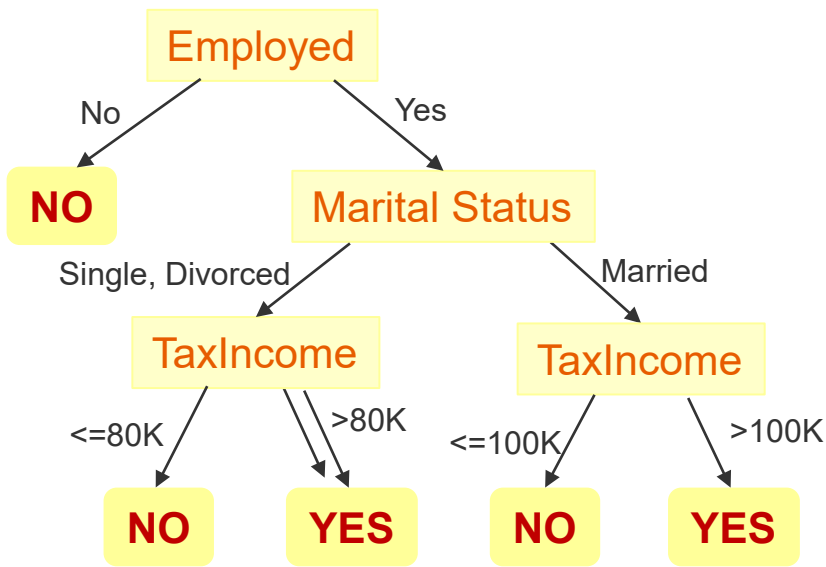 Employed
No
Yes
NO
Marital Status
Single, Divorced
Married
TaxIncome
TaxIncome
<=80K
>80K
<=100K
>100K
NO
YES
NO
YES